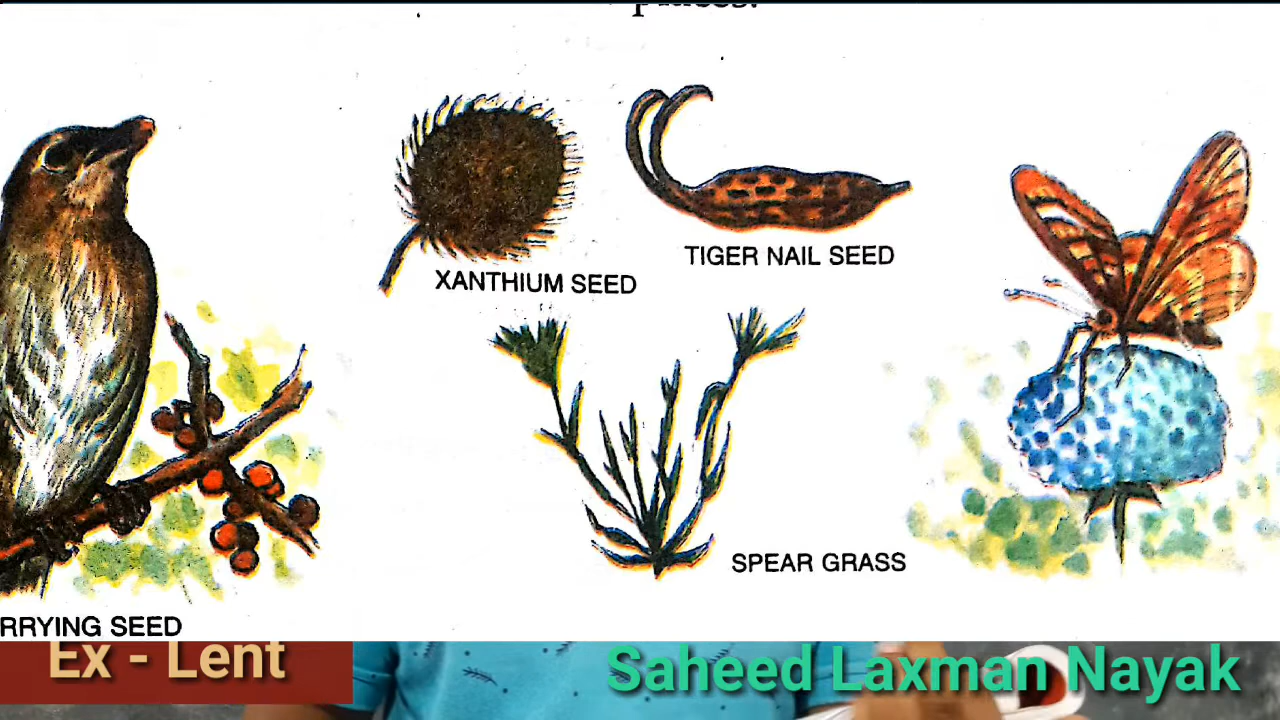 XANTHIUM SEED
TIGER NAIL SEED
SPEAR GRASS
RRYING SEED
Ex - Lent
Saheed Laxman Nayak